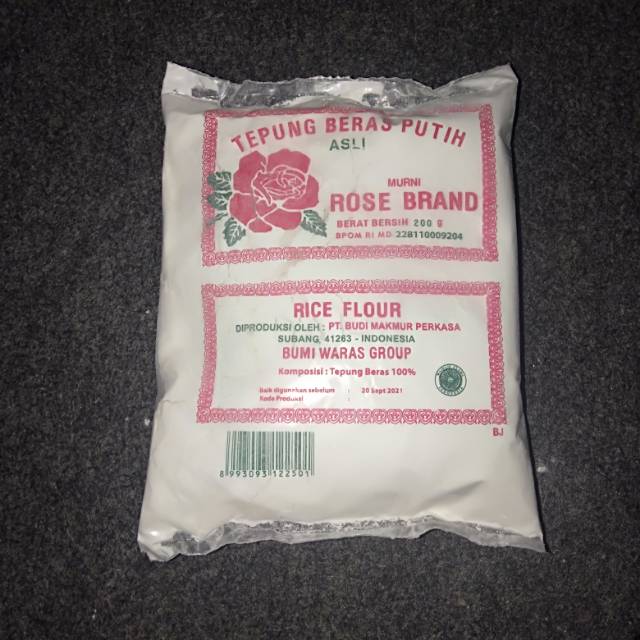 TEPUNG BERAS PUTIH
ASLI
MURNI
ROSE BRAND
BERAT BERSIH 200 g
BPOM RI MD 228110009204
RICE FLOUR
DIPRODUKSI OLEH : PT. BUDI MAKMUR PERKASA
SUBANG, 41263 - INDONESIA
BUMI WARAS GROUP
Komposisi : Tepung Beras 100%
Baik digunakan sebelum 20 Sept 2021
Kode Produksi
BJ
8 993093 122501